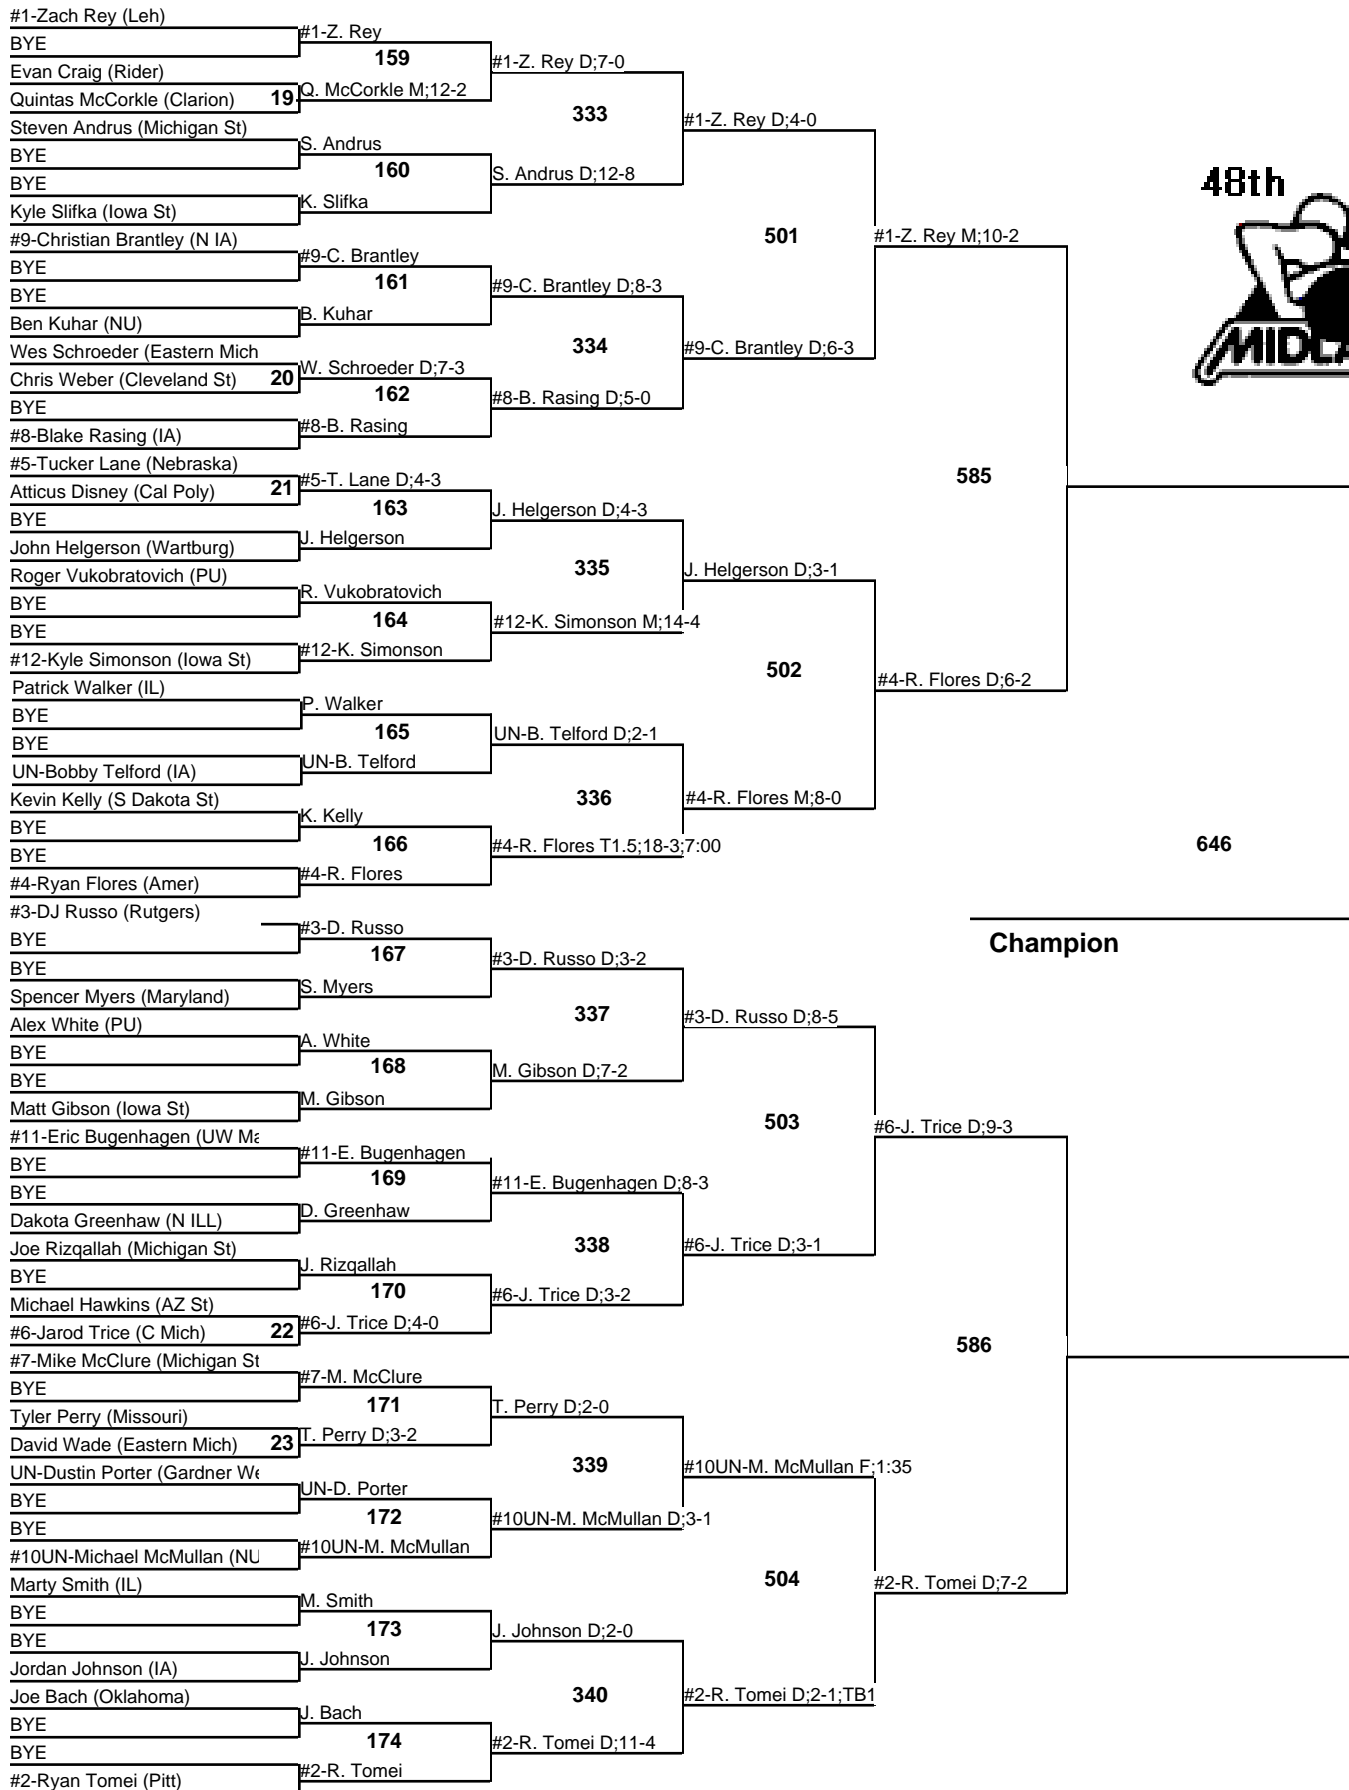 #1-Zach Rey (Leh)
BYE
Evan Craig (Rider)
Quintas McCorkle (Clarion) 19
Steven Andrus (Michigan St)
BYE
BYE
Kyle Slifka (Iowa St)
#9-Christian Brantley (N IA)
BYE
BYE
Ben Kuhar (NU)
Wes Schroeder (Eastern Mich
Chris Weber (Cleveland St) 20
BYE
#8-Blake Rasing (IA)
#5-Tucker Lane (Nebraska)
Atticus Disney (Cal Poly) 21
BYE
John Helgerson (Wartburg)
Roger Vukobratovich (PU)
BYE
BYE
#12-Kyle Simonson (Iowa St)
Patrick Walker (IL)
BYE
BYE
UN-Bobby Telford (IA)
Kevin Kelly (S Dakota St)
BYE
BYE
#4-Ryan Flores (Amer)
#3-DJ Russo (Rutgers)
BYE
BYE
Spencer Myers (Maryland)
Alex White (PU)
BYE
BYE
Matt Gibson (Iowa St)
#11-Eric Bugenhagen (UW Ma
BYE
BYE
Dakota Greenhaw (N ILL)
Joe Rizqallah (Michigan St)
BYE
Michael Hawkins (AZ St)
#6-Jarod Trice (C Mich) 22
#7-Mike McClure (Michigan St
BYE
Tyler Perry (Missouri)
David Wade (Eastern Mich) 23
UN-Dustin Porter (Gardner We
BYE
BYE
#10UN-Michael McMullan (NU
Marty Smith (IL)
BYE
BYE
Jordan Johnson (IA)
Joe Bach (Oklahoma)
BYE
BYE
#2-Ryan Tomei (Pitt)
#1-Z. Rey
159
Q. McCorkle M;12-2
S. Andrus
160
K. Slifka
#9-C. Brantley
161
B. Kuhar
W. Schroeder D;7-3
162
#8-B. Rasing
#5-T. Lane D;4-3
163
J. Helgerson
R. Vukobratovich
164
#12-K. Simonson
P. Walker
165
UN-B. Telford
K. Kelly
166
#4-R. Flores
#3-D. Russo
167
S. Myers
A. White
168
M. Gibson
#11-E. Bugenhagen
169
D. Greenhaw
J. Rizqallah
170
#6-J. Trice D;4-0
#7-M. McClure
171
T. Perry D;3-2
UN-D. Porter
172
#10UN-M. McMullan
M. Smith
173
J. Johnson
J. Bach
174
#2-R. Tomei
#1-Z. Rey D;7-0
333
S. Andrus D;12-8
#9-C. Brantley D;8-3
334
#8-B. Rasing D;5-0
J. Helgerson D;4-3
335
#12-K. Simonson M;14-4
UN-B. Telford D;2-1
336
#4-R. Flores T1.5;18-3;7:00
#3-D. Russo D;3-2
337
M. Gibson D;7-2
#11-E. Bugenhagen D;8-3
338
#6-J. Trice D;3-2
T. Perry D;2-0
339
#10UN-M. McMullan D;3-1
J. Johnson D;2-0
340
#2-R. Tomei D;11-4
#1-Z. Rey D;4-0
501
#9-C. Brantley D;6-3
J. Helgerson D;3-1
502
#4-R. Flores M;8-0
#3-D. Russo D;8-5
503
#6-J. Trice D;3-1
#10UN-M. McMullan F;1:35
504
#2-R. Tomei D;2-1;TB1
#1-Z. Rey M;10-2
585
#4-R. Flores D;6-2
#6-J. Trice D;9-3
586
#2-R. Tomei D;7-2
48th
MIDLA
646
Champion